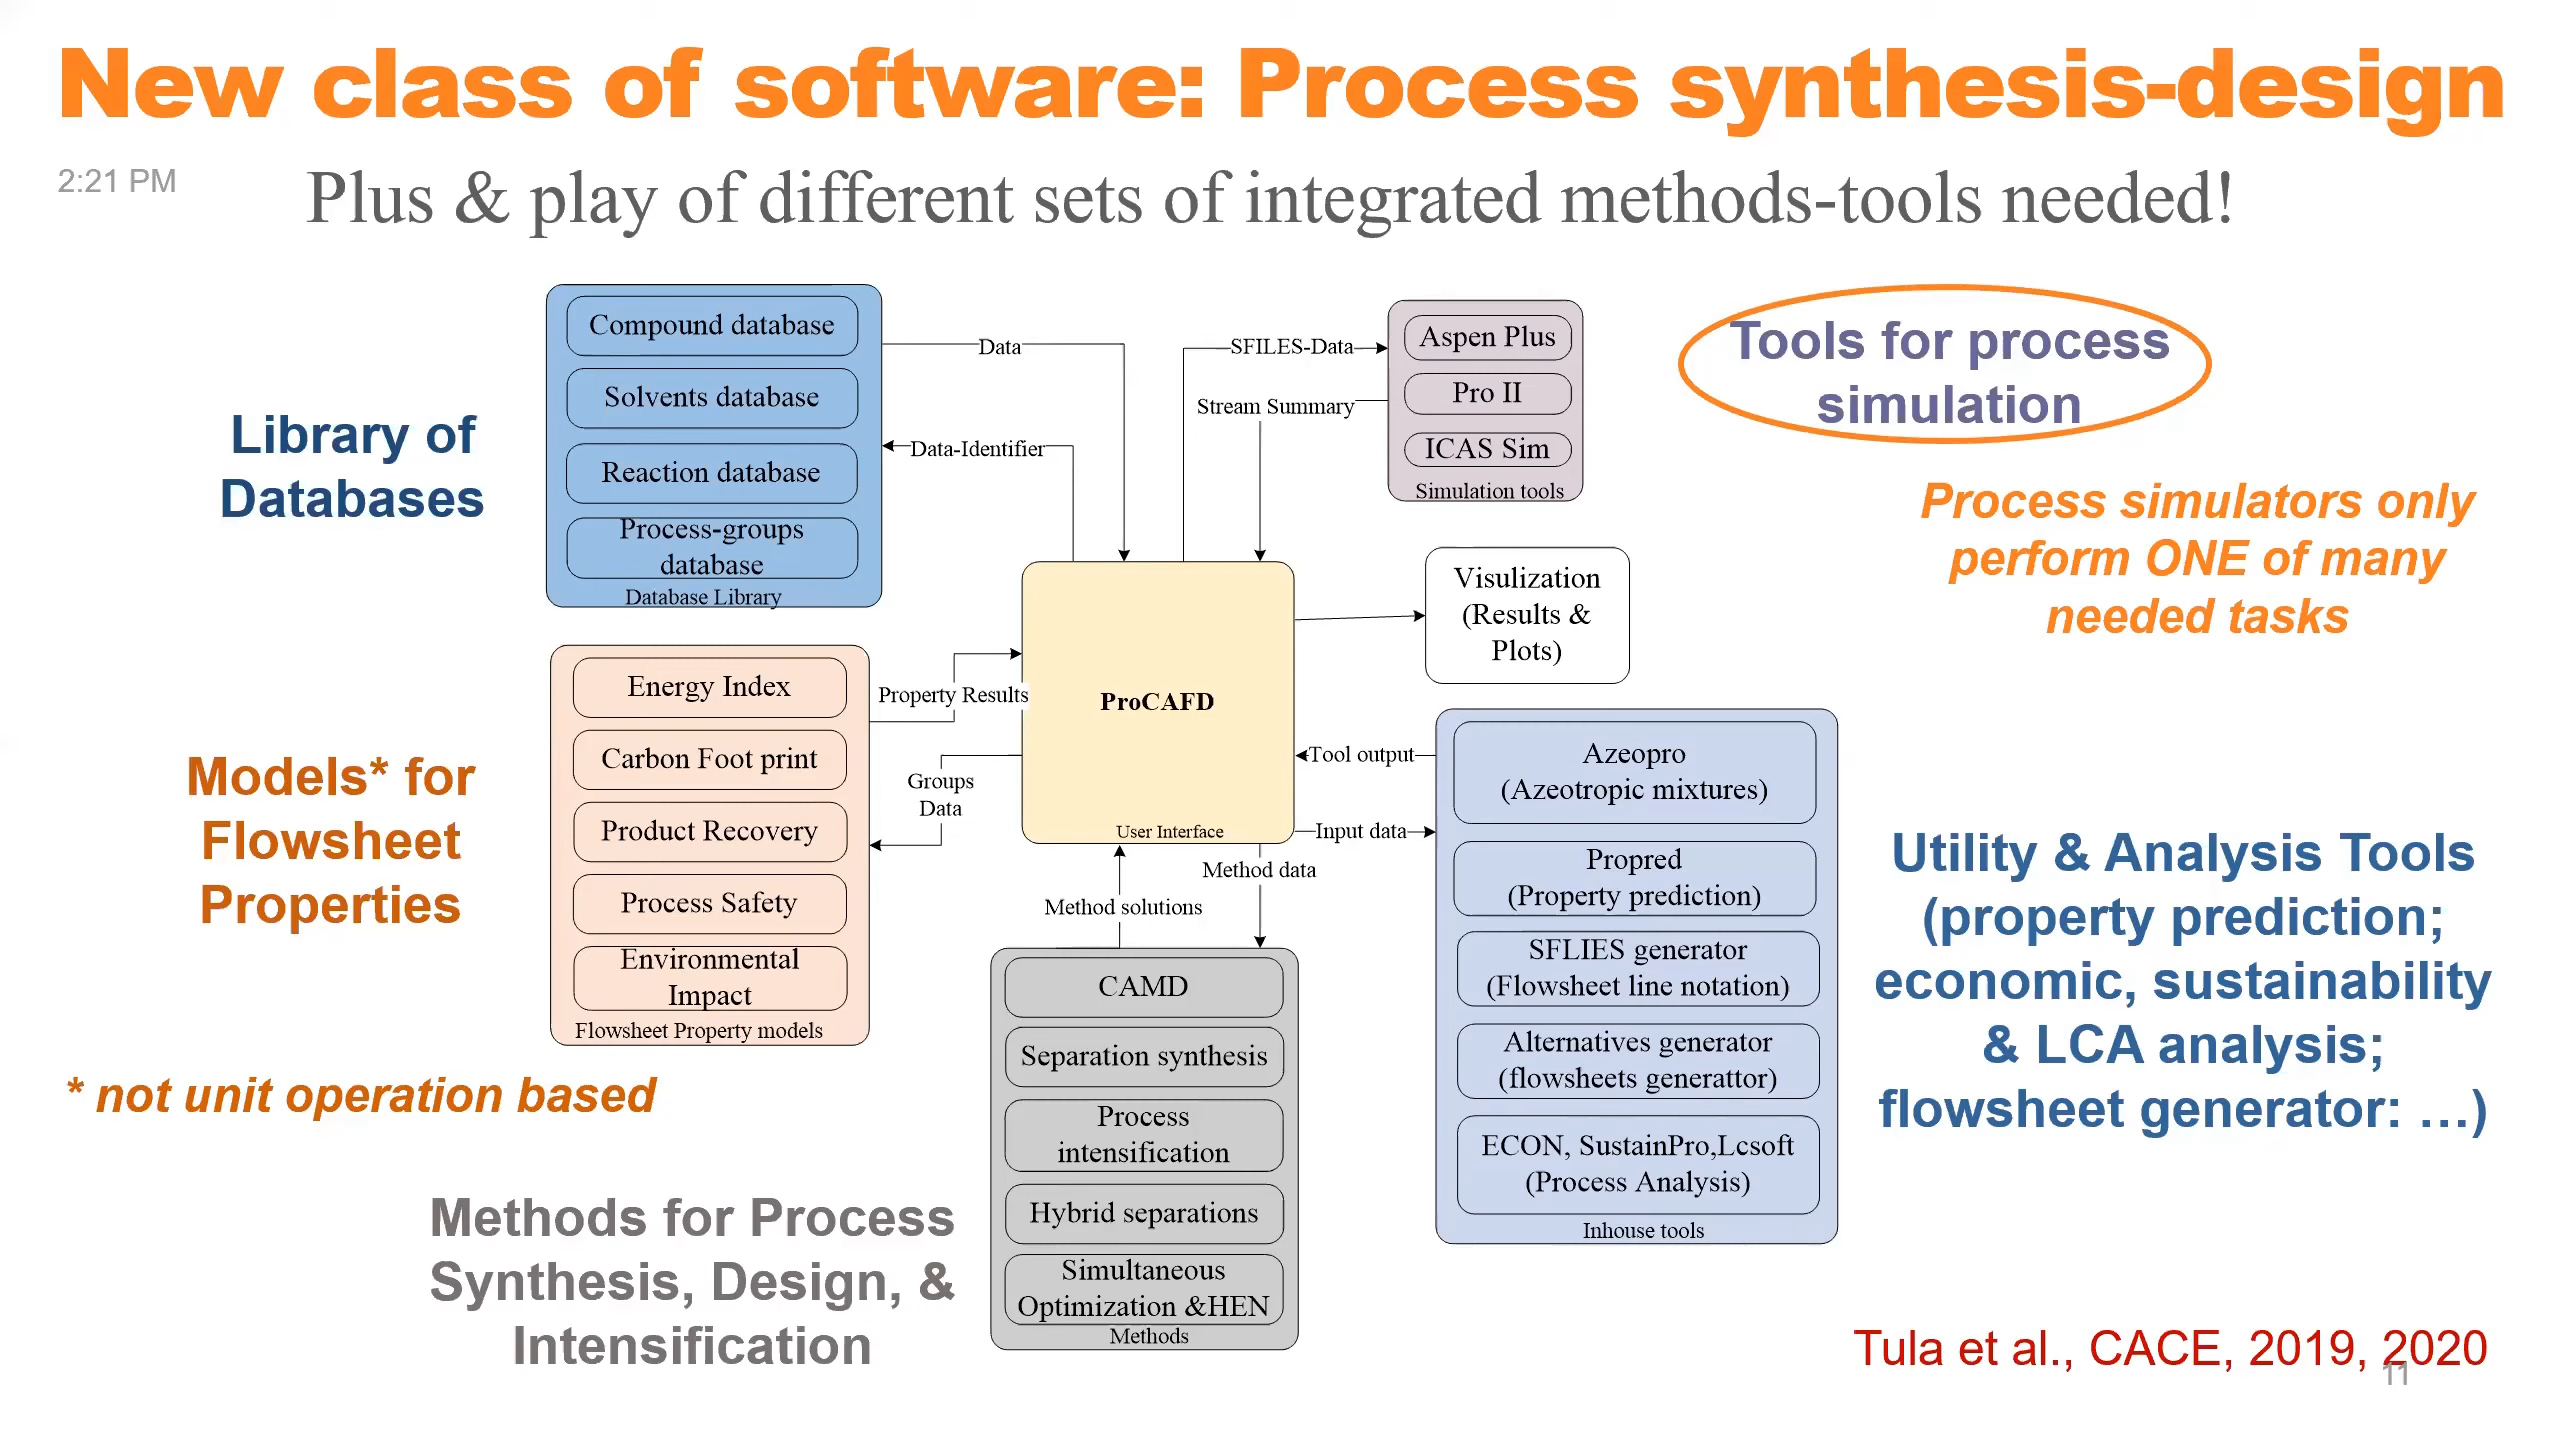 New class of software: Process synthesis-design
2:21 PM
Plus & play of different sets of integrated methods-tools needed!
Library of
Databases
Compound database
Solvents database
Reaction database
Process-groups
database
Database Library
Data
Data-Identifier
SFILES-Data
Stream Summary
Aspen Plus
Pro II
ICAS Sim
Simulation tools
Tools for process
simulation
Process simulators only
perform ONE of many
needed tasks
Visulization
(Results &
Plots)
Models* for
Flowsheet
Properties
Energy Index
Carbon Foot print
Product Recovery
Process Safety
Environmental
Impact
Flowsheet Property models
* not unit operation based
Property Results
Groups
Data
ProCAFD
User Interface
Tool output
Input data
Method data
Method solutions
Azeopro
(Azeotropic mixtures)
Propred
(Property prediction)
SFLIES generator
(Flowsheet line notation)
Alternatives generator
(flowsheets generattor)
ECON, SustainPro,Lcsoft
(Process Analysis)
Inhouse tools
Utility & Analysis Tools
(property prediction;
economic, sustainability
& LCA analysis;
flowsheet generator: …)
Methods for Process
Synthesis, Design, &
Intensification
CAMD
Separation synthesis
Process
intensification
Hybrid separations
Simultaneous
Optimization &HEN
Methods
Tula et al., CACE, 2019, 2020
11